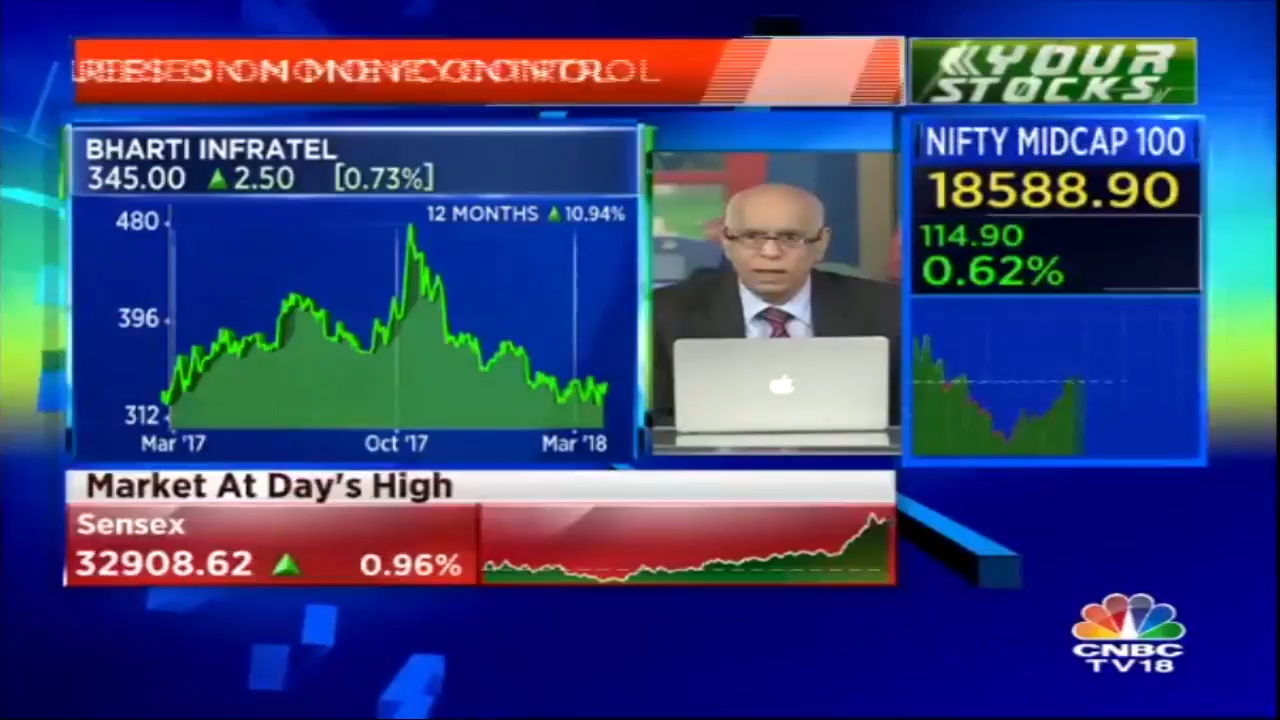 YOUR
STOCKS
BHARTI INFRATEL
345.00 ▲ 2.50 [0.73%]
12 MONTHS ▲ 10.94%
480
396
312
Mar '17 Oct '17 Mar '18
NIFTY MIDCAP 100
18588.90
114.90
0.62%
Market At Day's High
Sensex
32908.62 ▲ 0.96%
CNBC
TV18